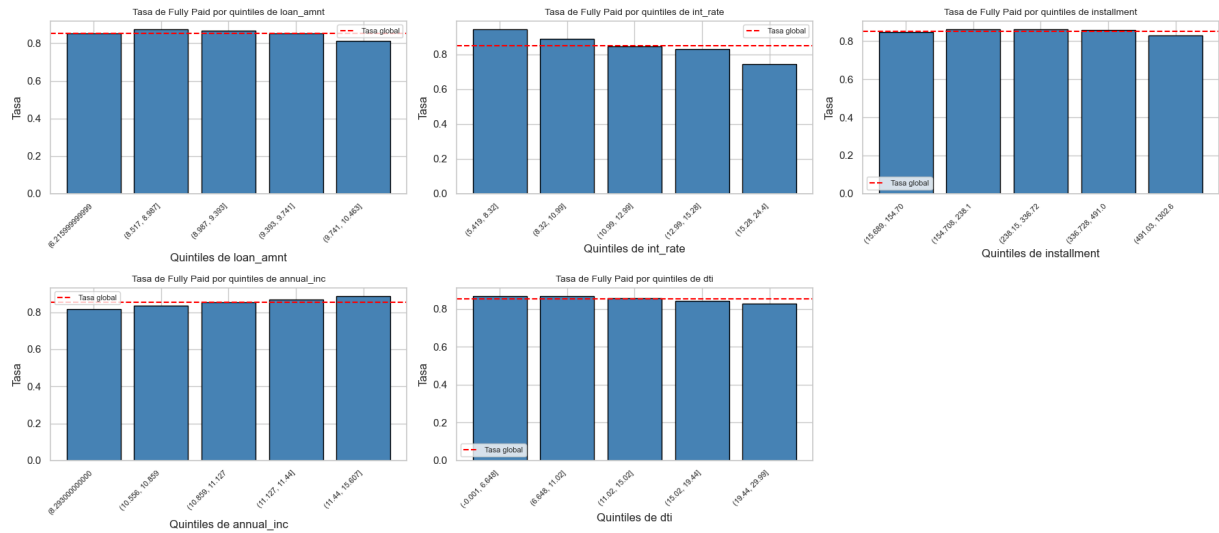 Tasa de Fully Paid por quintiles de loan_amnt
Tasa
0.8
0.6
0.4
0.2
0.0
Tasa global
(6.215999999999
(8.517, 8.987]
(8.987, 9.393]
(9.393, 9.741]
(9.741, 10.463]
Quintiles de loan_amnt
Tasa de Fully Paid por quintiles de int_rate
Tasa
0.8
0.6
0.4
0.2
0.0
Tasa global
(5.419, 8.32]
(8.32, 10.99]
(10.99, 12.99]
(12.99, 15.28]
(15.28, 24.4]
Quintiles de int_rate
Tasa de Fully Paid por quintiles de installment
Tasa
0.8
0.6
0.4
0.2
0.0
Tasa global
(15.689, 154.70
(154.708, 238.1
(238.15, 336.72
(336.728, 491.0
(491.03, 1302.6
Quintiles de installment
Tasa de Fully Paid por quintiles de annual_inc
Tasa
0.8
0.6
0.4
0.2
0.0
Tasa global
(8.293000000000
(10.556, 10.859
(10.859, 11.127
(11.127, 11.44]
(11.44, 15.607]
Quintiles de annual_inc
Tasa de Fully Paid por quintiles de dti
Tasa
0.8
0.6
0.4
0.2
0.0
Tasa global
(-0.001, 6.648]
(6.648, 11.02]
(11.02, 15.02]
(15.02, 19.44]
(19.44, 29.99]
Quintiles de dti